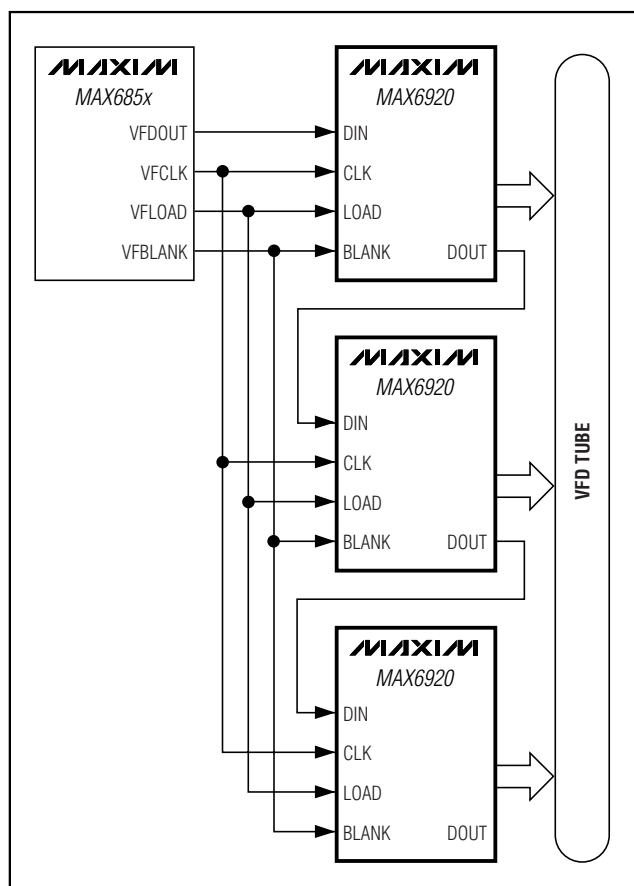 MAXIM
MAX685x
VFDOUT
VFCLK
VFLOAD
VFBLANK
MAXIM
MAX6920
DIN
CLK
LOAD
BLANK DOUT
MAXIM
MAX6920
DIN
CLK
LOAD
BLANK DOUT
MAXIM
MAX6920
DIN
CLK
LOAD
BLANK DOUT
VFD TUBE